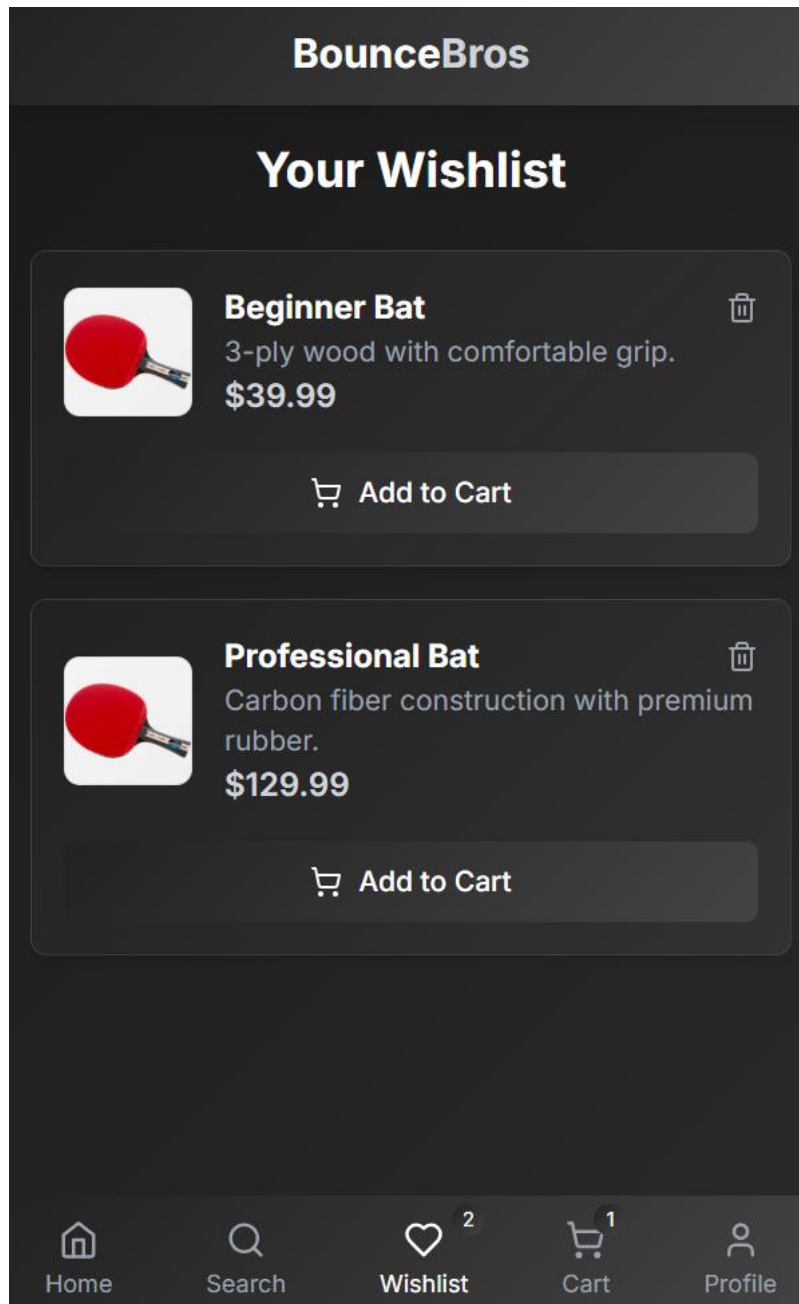 BounceBros
Your Wishlist
Beginner Bat
3-ply wood with comfortable grip.
$39.99
Add to Cart
Professional Bat
Carbon fiber construction with premium
rubber.
$129.99
Add to Cart
2
1
Home
Search
Wishlist
Cart
Profile